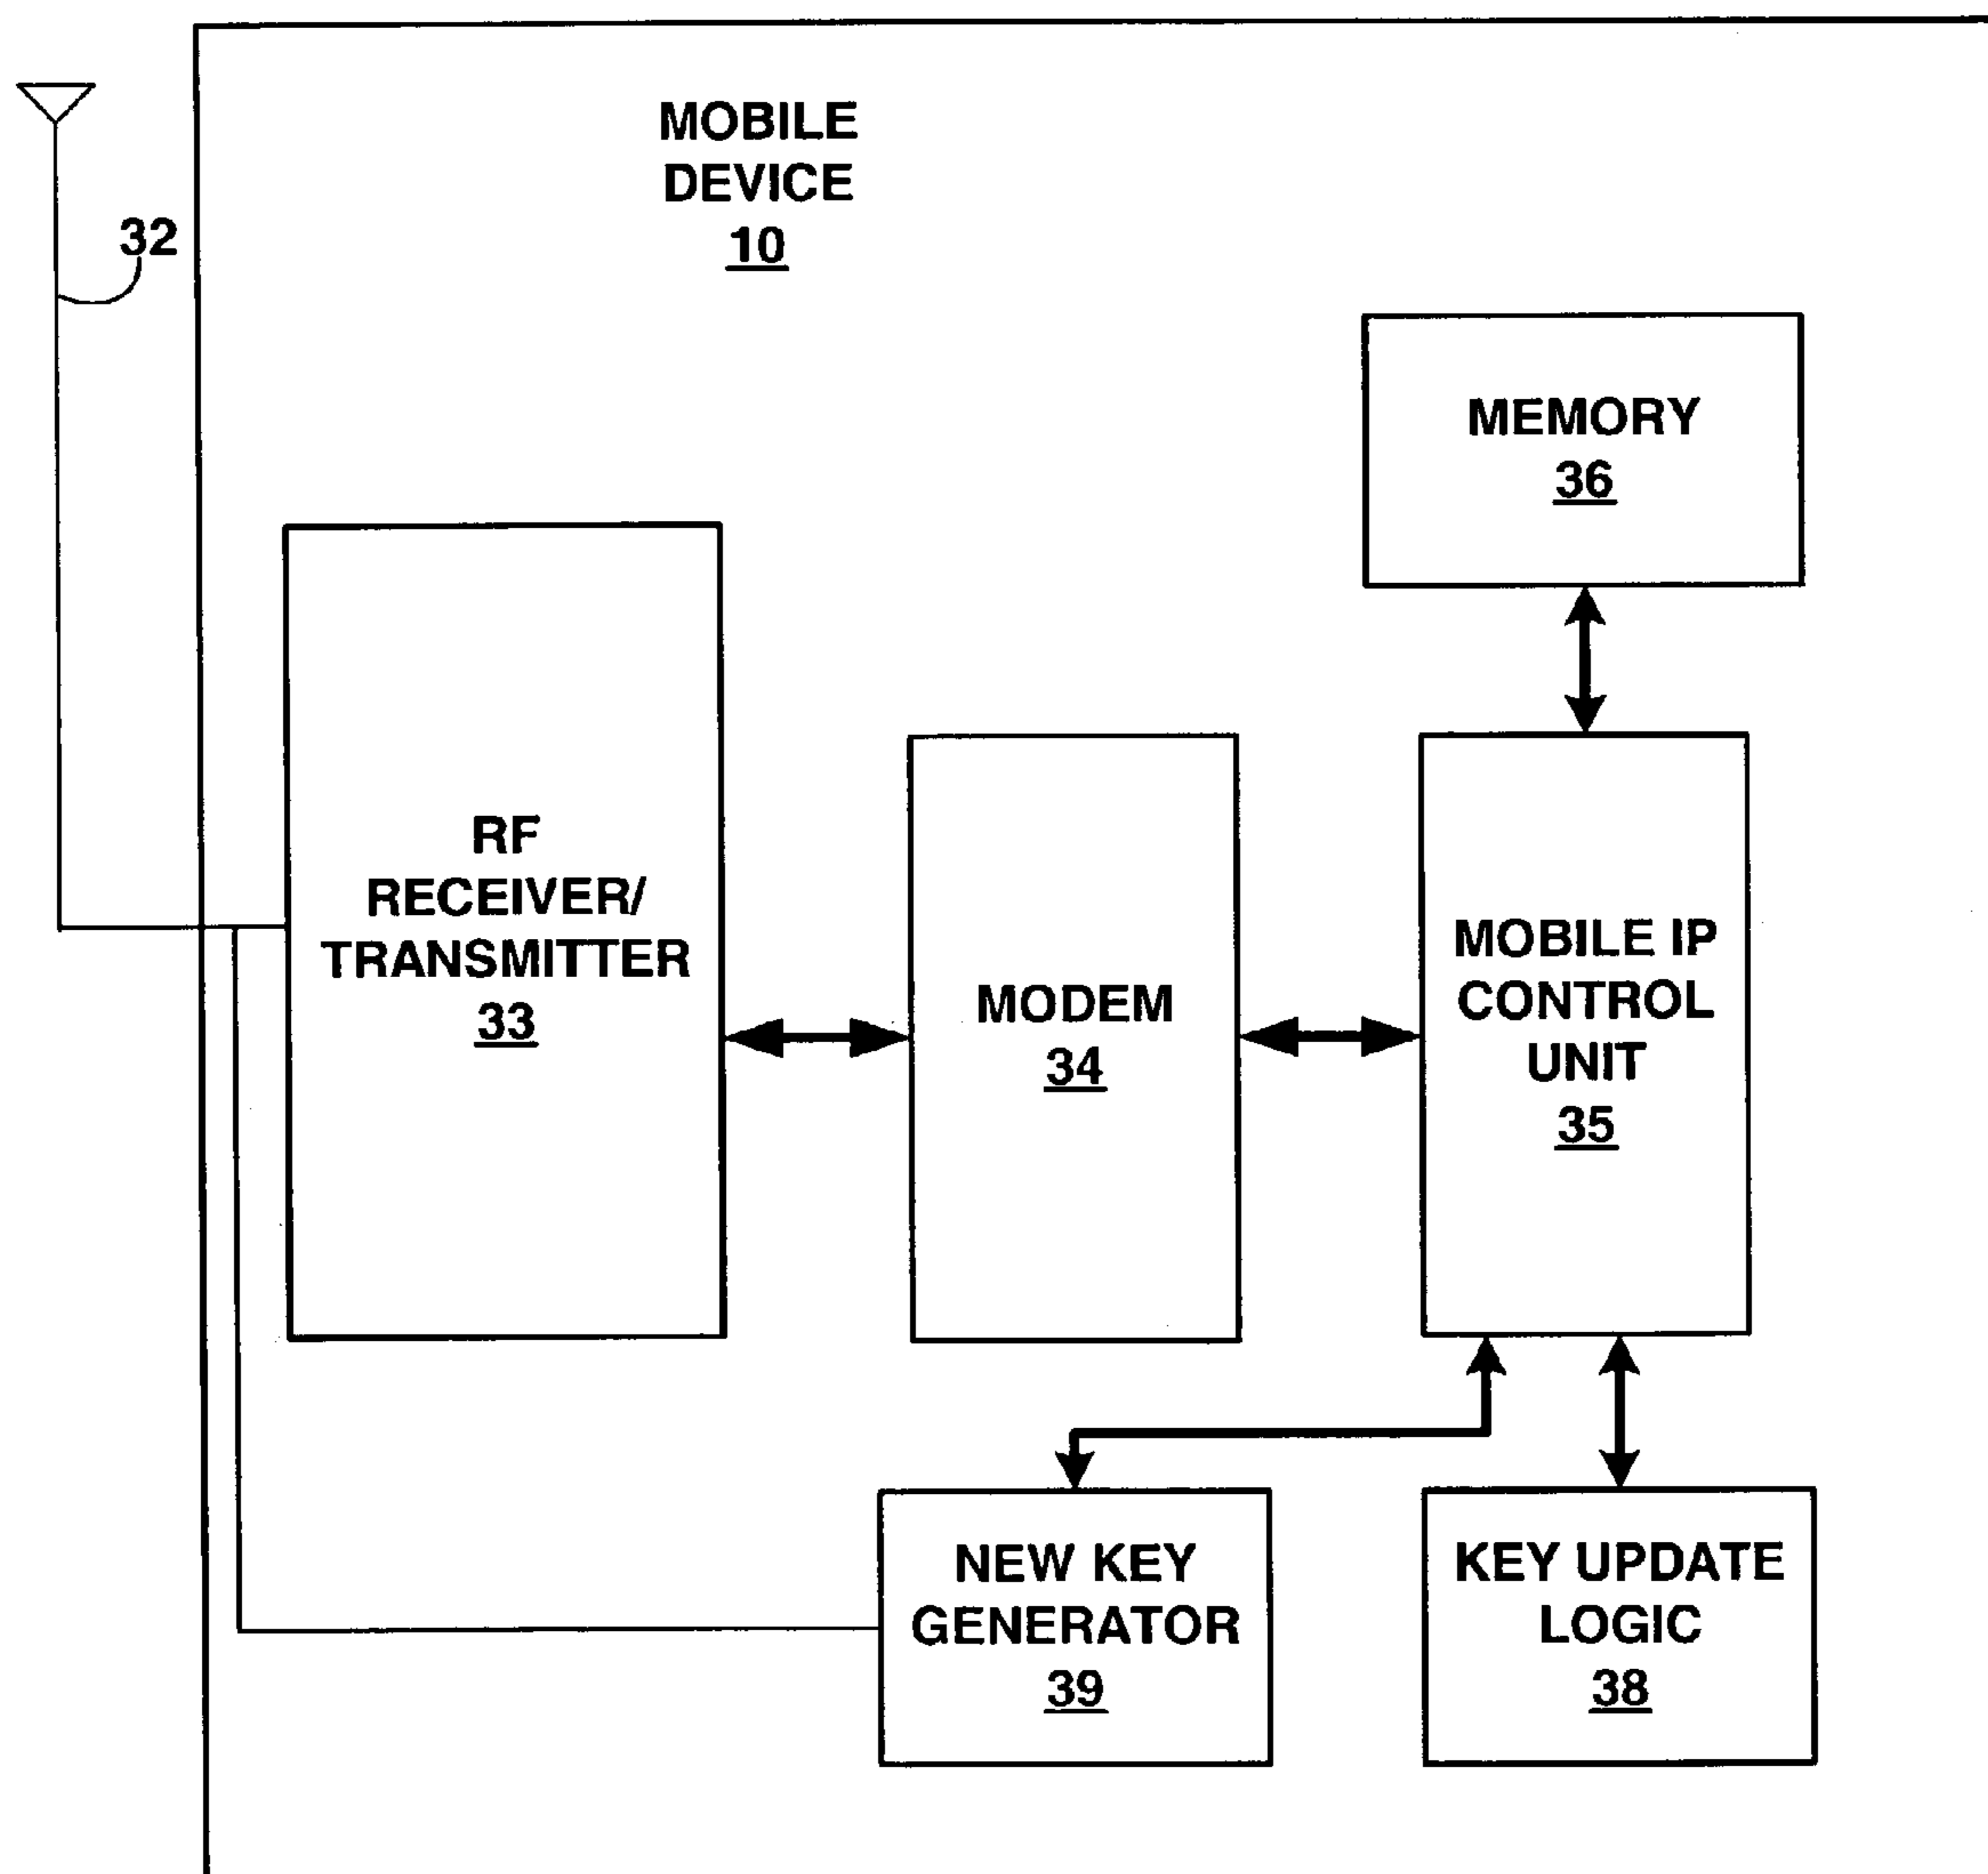 MOBILE
DEVICE
10
32
MEMORY
36
RF
RECEIVER/
TRANSMITTER
33
MODEM
34
MOBILE IP
CONTROL
UNIT
35
NEW KEY
GENERATOR
39
KEY UPDATE
LOGIC
38